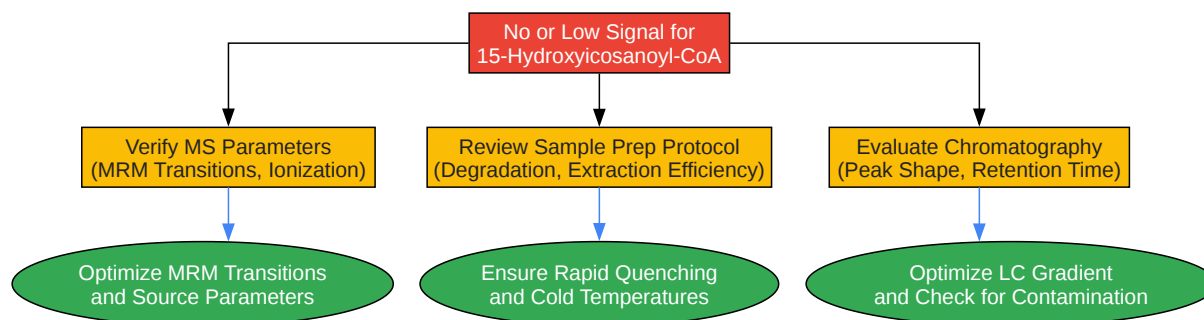 No or Low Signal for
15-Hydroxyicosanoyl-CoA
Verify MS Parameters
(MRM Transitions, Ionization)
Review Sample Prep Protocol
(Degradation, Extraction Efficiency)
Evaluate Chromatography
(Peak Shape, Retention Time)
Optimize MRM Transitions
and Source Parameters
Ensure Rapid Quenching
and Cold Temperatures
Optimize LC Gradient
and Check for Contamination